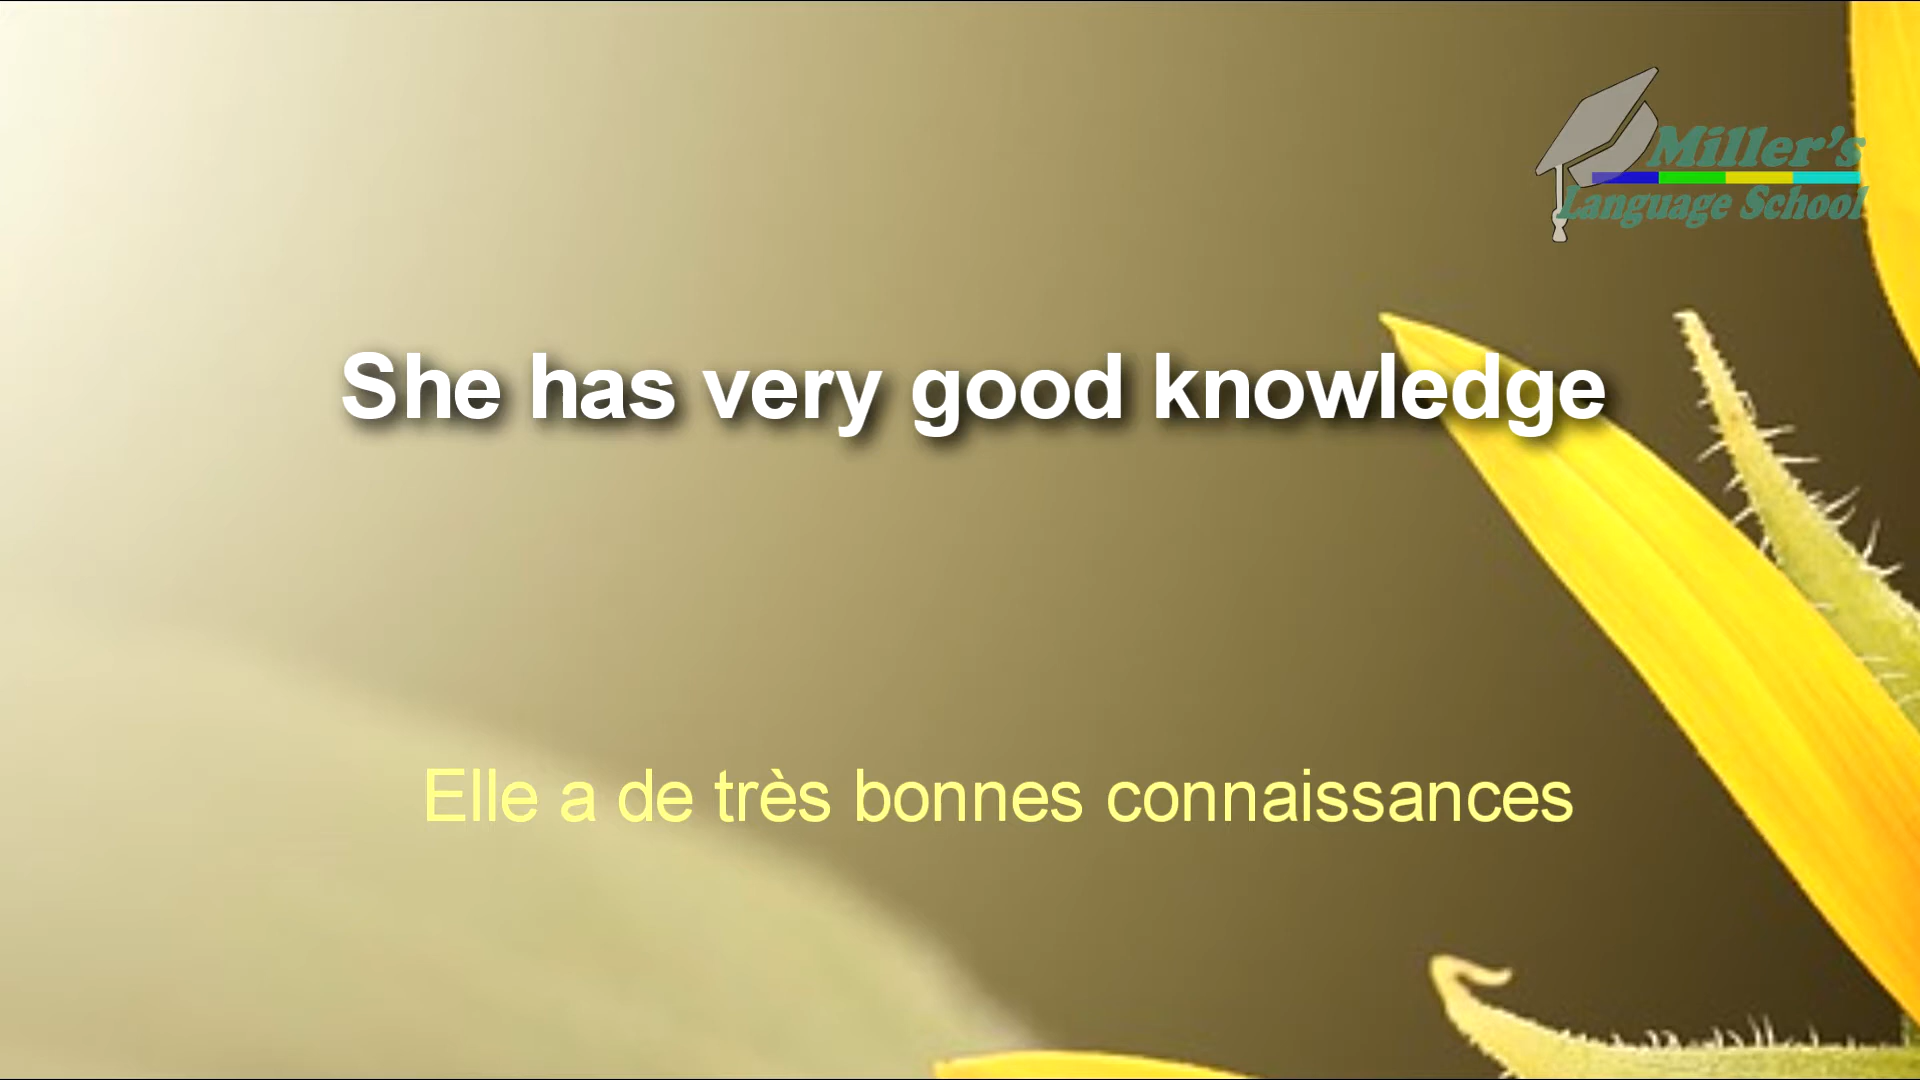 Miller's
Language School
She has very good knowledge
Elle a de très bonnes connaissances